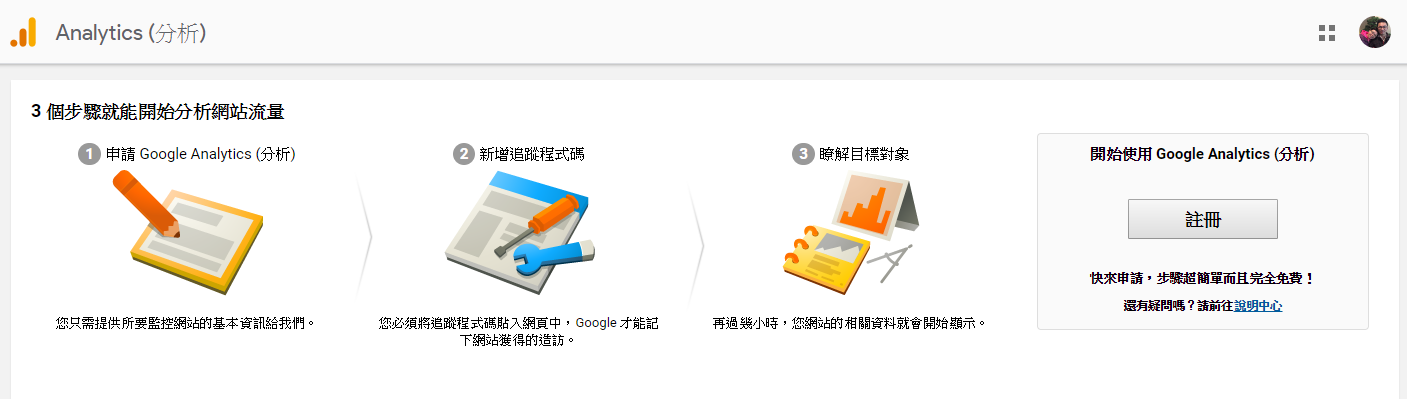 Analytics (分析)
3 個步驟就能開始分析網站流量
1 申請 Google Analytics (分析)
您只需提供所要監控網站的基本資訊給我們。
2 新增追蹤程式碼
您必須將追蹤程式碼貼入網頁中，Google 才能記
下網站獲得的造訪。
3 瞭解目標對象
再過幾小時，您網站的相關資料就會開始顯示。
開始使用 Google Analytics (分析)
註冊
快來申請，步驟超簡單而且完全免費！
還有疑問嗎？請前往說明中心